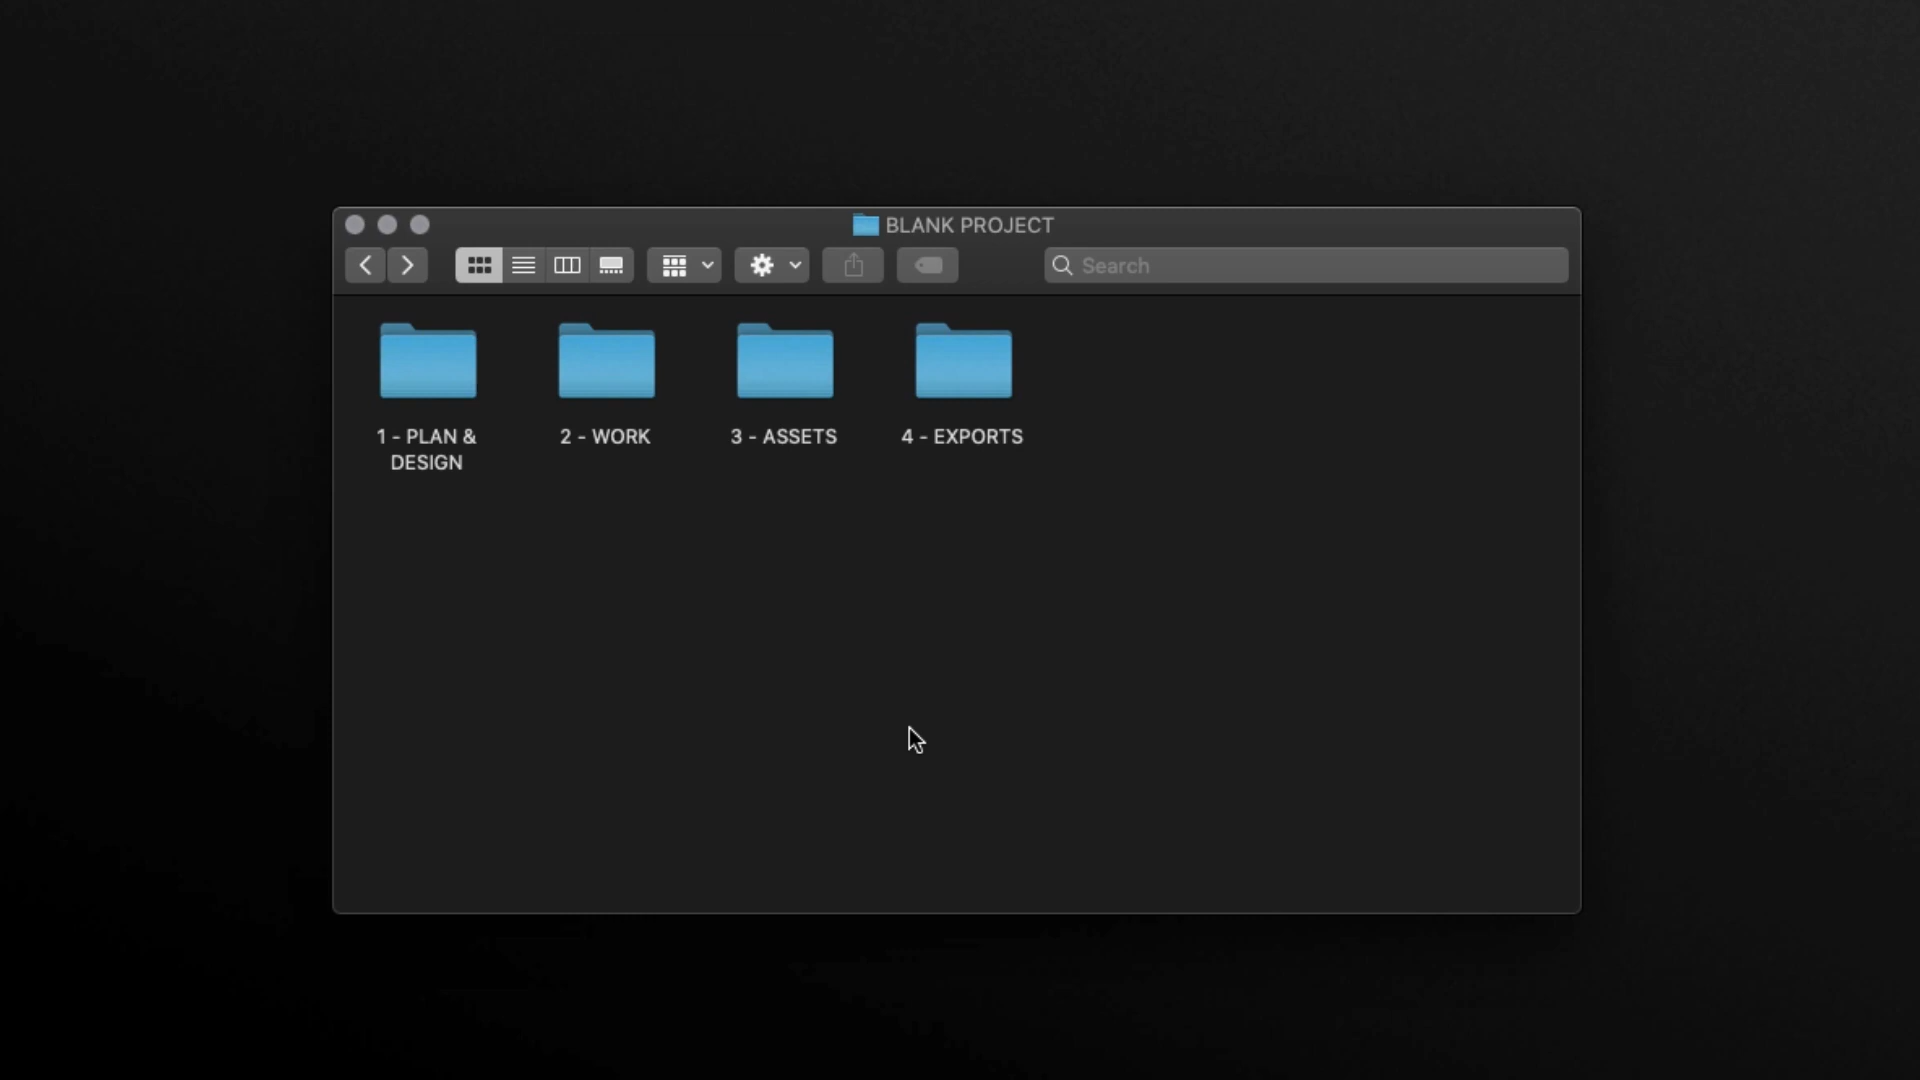 BLANK PROJECT
Search
1 - PLAN &
DESIGN
2 - WORK
3 - ASSETS
4 - EXPORTS